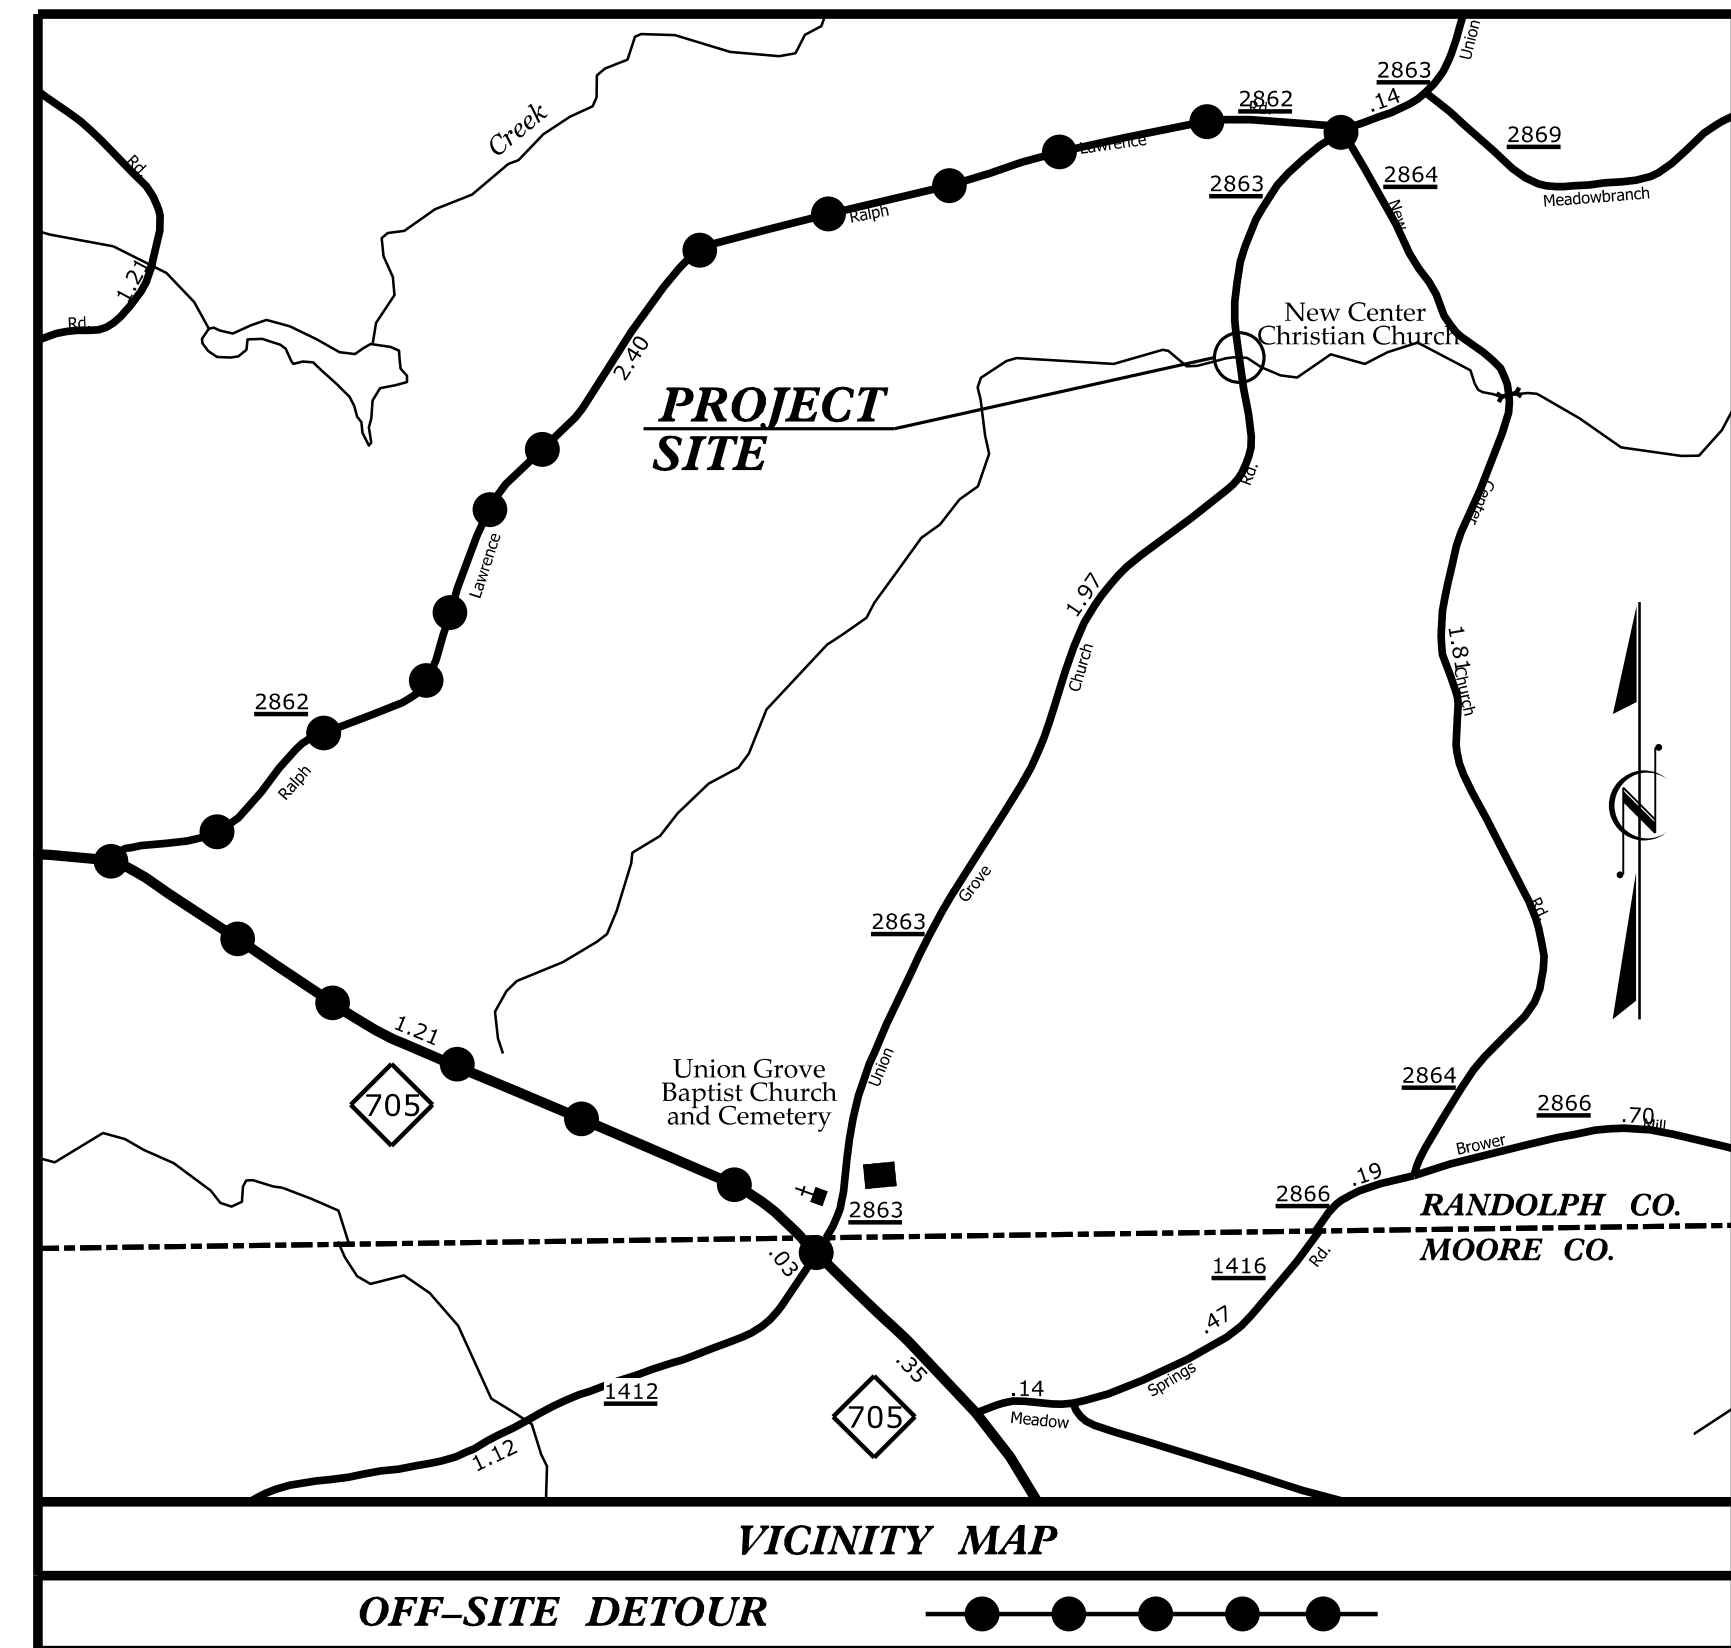 Union
2863
.14
2862
Rd.
2869
Meadowbranch
Creek
Rd.
Lawrence
2863
2864
New
Ralph
1.21
Rd.
New Center
Christian Church
2.40
PROJECT
SITE
Rd.
Center
Lawrence
1.97
Church
1.81
Church
2862
Ralph
Grove
2863
Rd.
1.21
705
Union
Union Grove
Baptist Church
and Cemetery
2864
2866
.70
Mill
Brower
.19
2866
2863
RANDOLPH CO.
MOORE CO.
.03
1416
Rd.
.47
.35
1412
Springs
.14
Meadow
705
1.12
N
VICINITY MAP
OFF–SITE DETOUR